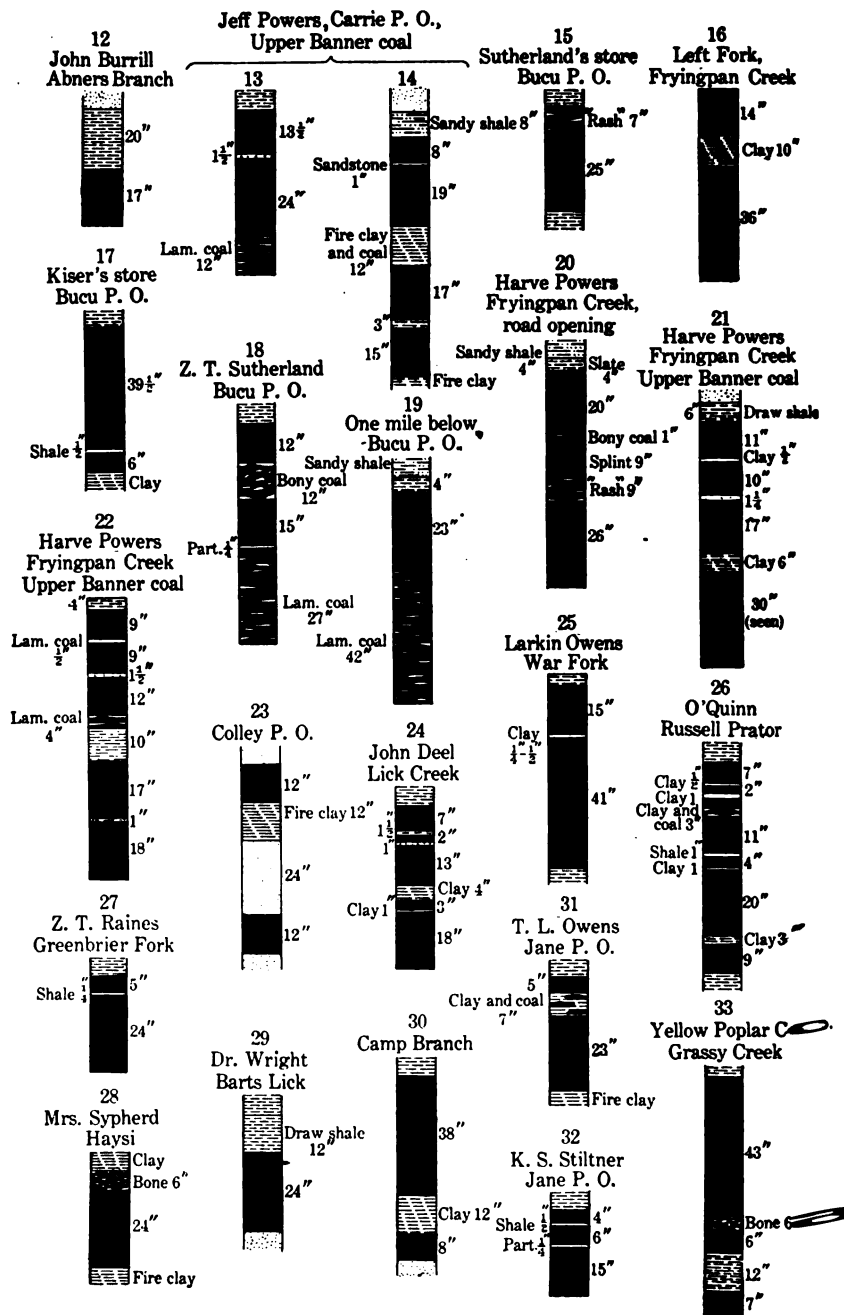 12
John Burrill
Abners Branch
20"
17"
Jeff Powers, Carrie P. O.,
Upper Banner coal
13
13½"
1½"
24"
Lam. coal
12"
14
Sandy shale 8"
8"
Sandstone
1"
19"
Fire clay
and coal
12"
17"
3"
15"
Fire clay
15
Sutherland's store
Bucu P. O.
"Rash" 7"
25"
16
Left Fork,
Fryingpan Creek
14"
Clay 10"
36"
17
Kiser's store
Bucu P. O.
39½"
Shale ½"
6"
Clay
18
Z. T. Sutherland
Bucu P. O.
12"
Bony coal
12"
15"
Part. ¼"
Lam. coal
27"
19
One mile below
Bucu P. O.
Sandy shale
4"
23"
Lam. coal
42"
20
Harve Powers
Fryingpan Creek,
road opening
Sandy shale
4"
Slate
4"
20"
Bony coal 1"
Splint 9"
"Rash" 9"
26"
21
Harve Powers
Fryingpan Creek
Upper Banner coal
6"
Draw shale
11"
Clay ½"
10"
1¼"
17"
Clay 6"
30"
(seen)
22
Harve Powers
Fryingpan Creek
Upper Banner coal
4"
9"
Lam. coal
½"
9"
1½"
12"
Lam. coal
4"
10"
17"
1"
18"
23
Colley P. O.
12"
Fire clay 12"
24"
12"
24
John Deel
Lick Creek
7"
1½"
2"
1"
13"
Clay 4"
3"
Clay 1"
18"
25
Larkin Owens
War Fork
15"
Clay
¼"-½"
41"
26
O'Quinn
Russell Prator
7"
Clay ½"
2"
Clay 1
Clay and
coal 3"
11"
Shale 1"
4"
Clay 1
20"
Clay 3"
9"
27
Z. T. Raines
Greenbrier Fork
5"
Shale ¼"
24"
28
Mrs. Sypherd
Haysi
Clay
Bone 6"
24"
Fire clay
29
Dr. Wright
Barts Lick
Draw shale
12"
24"
30
Camp Branch
38"
Clay 12"
8"
31
T. L. Owens
Jane P. O.
5"
Clay and coal
7"
23"
Fire clay
32
K. S. Stiltner
Jane P. O.
4"
Shale ½"
6"
Part. ¼"
15"
33
Yellow Poplar C
Grassy Creek
43"
Bone 6
6"
12"
7"